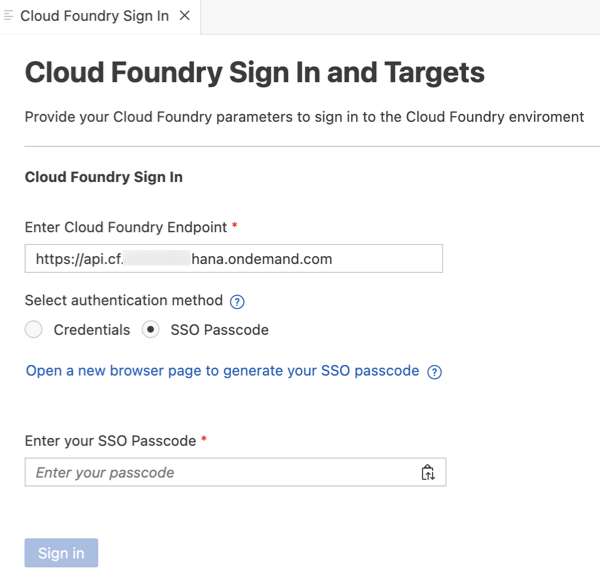 Cloud Foundry Sign In
Cloud Foundry Sign In and Targets
Provide your Cloud Foundry parameters to sign in to the Cloud Foundry enviroment
Cloud Foundry Sign In
Enter Cloud Foundry Endpoint *
https://api.cf. hana.ondemand.com
Select authentication method ?
Credentials SSO Passcode
Open a new browser page to generate your SSO passcode ?
Enter your SSO Passcode *
Enter your passcode
Sign in